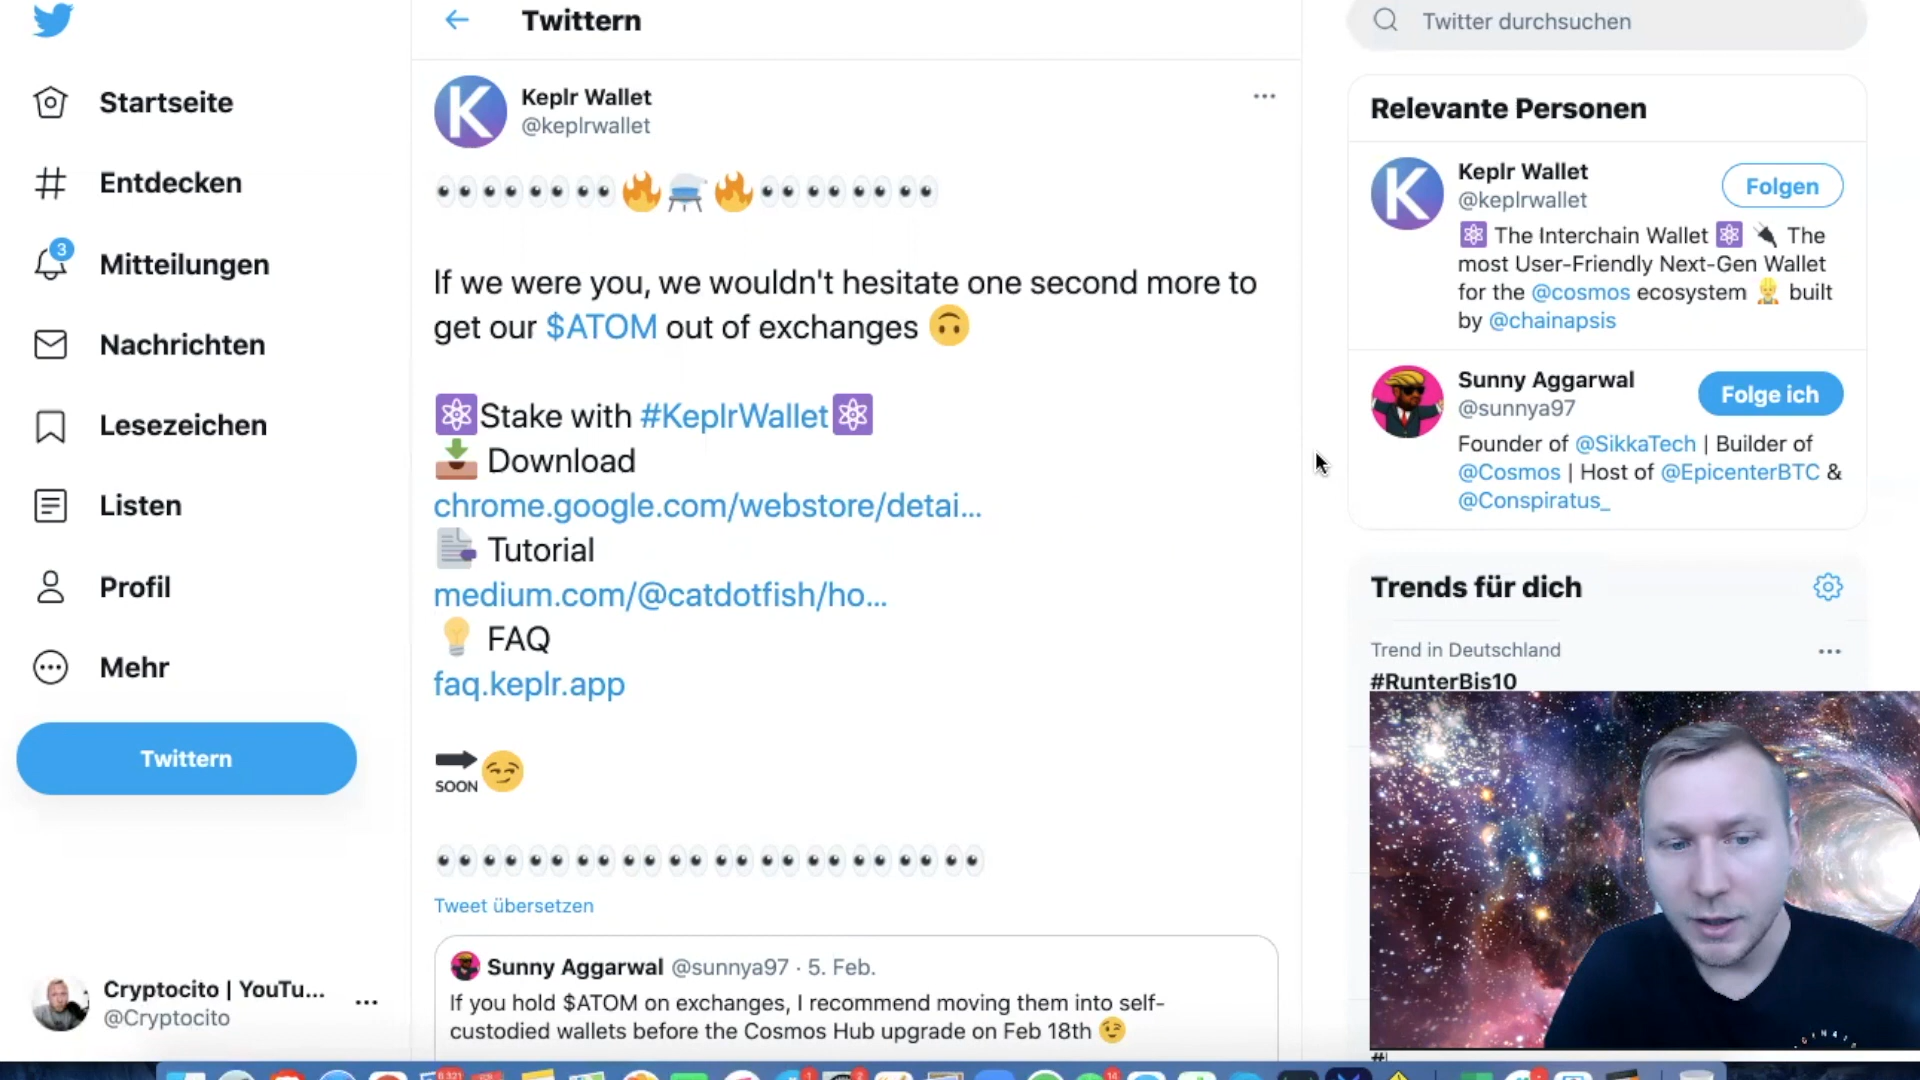 Startseite
Entdecken
3
Mitteilungen
Nachrichten
Lesezeichen
Listen
Profil
Mehr
Twittern
Cryptocito | YouTu...
@Cryptocito
Twittern
K
Keplr Wallet
@keplrwallet
If we were you, we wouldn't hesitate one second more to
get our $ATOM out of exchanges
Stake with #KeplrWallet
Download
chrome.google.com/webstore/detai...
Tutorial
medium.com/@catdotfish/ho...
FAQ
faq.keplr.app
SOON
Tweet übersetzen
Sunny Aggarwal @sunnya97 · 5. Feb.
If you hold $ATOM on exchanges, I recommend moving them into self-
custodied wallets before the Cosmos Hub upgrade on Feb 18th
Twitter durchsuchen
Relevante Personen
K
Keplr Wallet
@keplrwallet
Folgen
The Interchain Wallet The
most User-Friendly Next-Gen Wallet
for the @cosmos ecosystem built
by @chainapsis
Sunny Aggarwal
@sunnya97
Folge ich
Founder of @SikkaTech | Builder of
@Cosmos | Host of @EpicenterBTC &
@Conspiratus_
Trends für dich
Trend in Deutschland
#RunterBis10